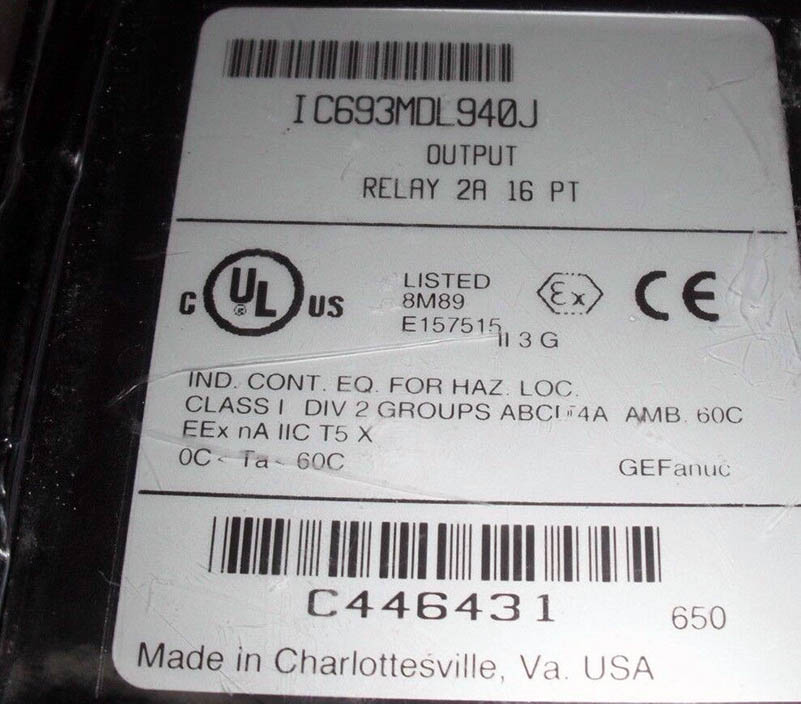 IC693MDL940J
OUTPUT
RELAY 2A 16 PT
C UL US
LISTED
8M89
E157515
Ex
CE
II 3 G
IND. CONT. EQ. FOR HAZ. LOC.
CLASS I DIV 2 GROUPS AMB. 60C
EEx nA IIC T5 X
0C < Ta < 60C
GEFanuc
C446431
650
Made in Charlottesville, Va. USA